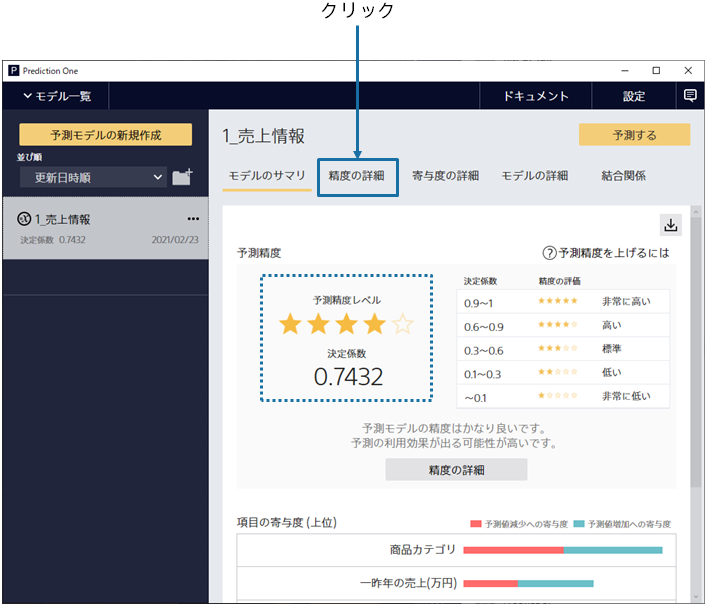 クリック
P Prediction One
モデル一覧
ドキュメント
設定
予測モデルの新規作成
並び順
更新日時順
1_売上情報
決定係数 0.7432
2021/02/23
1_売上情報
予測する
モデルのサマリ
精度の詳細
寄与度の詳細
モデルの詳細
結合関係
予測精度
?予測精度を上げるには
予測精度レベル
決定係数
0.7432
決定係数 精度の評価
0.9~1 ★★★★★ 非常に高い
0.6~0.9 ★★★★☆ 高い
0.3~0.6 ★★★☆☆ 標準
0.1~0.3 ★★☆☆☆ 低い
~0.1 ★☆☆☆☆ 非常に低い
予測モデルの精度はかなり良いです。
予測の利用効果が出る可能性が高いです。
精度の詳細
項目の寄与度 (上位)
予測値減少への寄与度 予測値増加への寄与度
商品カテゴリ
一昨年の売上(万円)